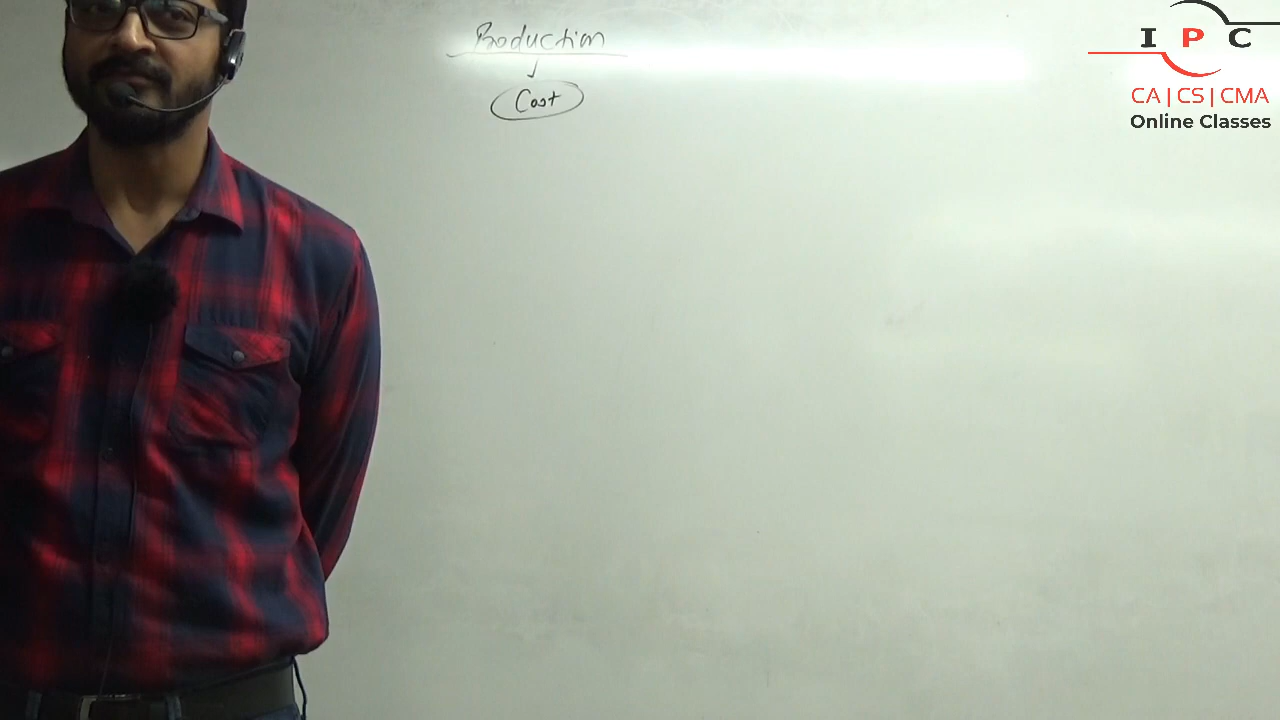 Production
Cost
I P C
CA | CS | CMA
Online Classes